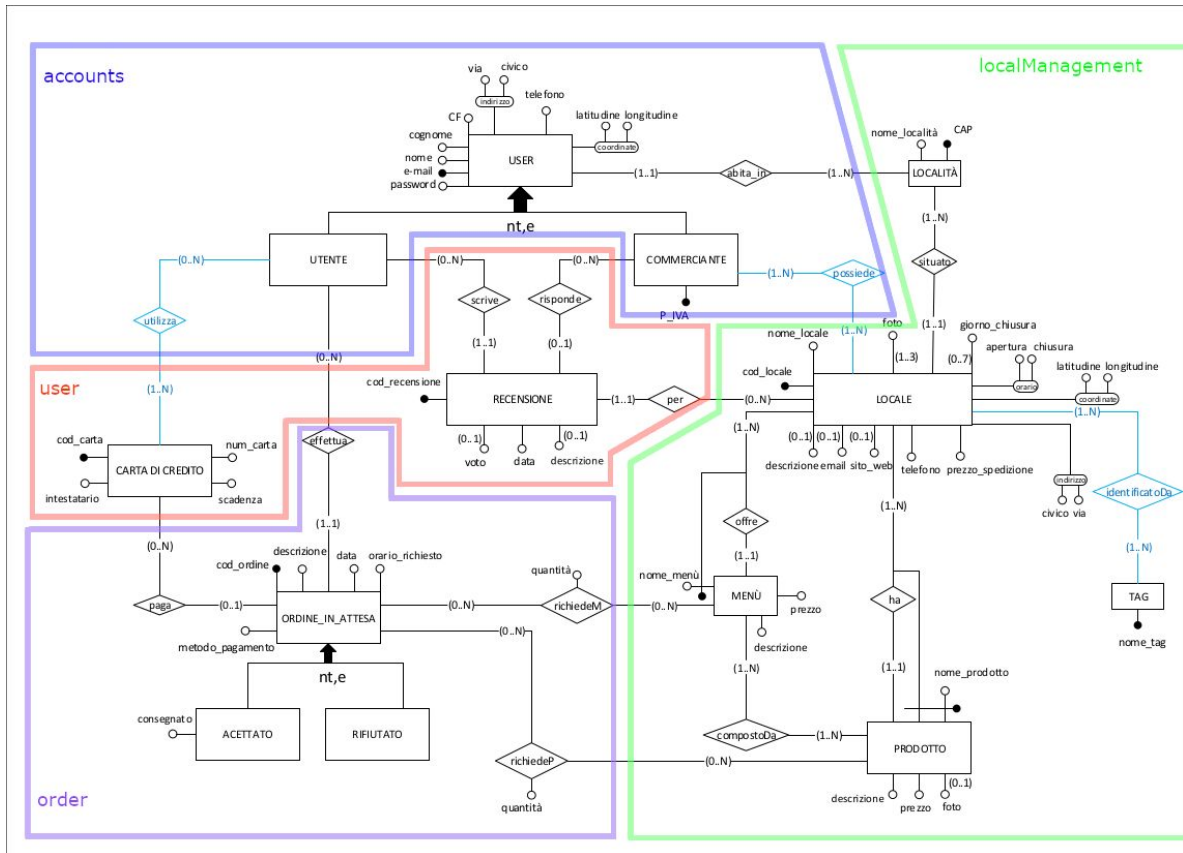 accounts
localManagement
via
civico
indirizzo
telefono
CF
latitudine longitudine
coordinate
cognome
nome
e-mail
password
USER
(1..1)
abita_in
(1..N)
nome_località
CAP
LOCALITÀ
nt,e
(1..N)
(0..N)
UTENTE
(0..N)
(0..N)
COMMERCIANTE
(1..N)
possiede
situato
utilizza
scrive
risponde
P_IVA
(0..N)
(1..1)
(0..1)
nome_locale
foto
(1..N)
(1..3)
(1..1)
giorno_chiusura
(0..7)
apertura chiusura
orario
latitudine longitudine
coordinate
user
(1..N)
cod_recensione
RECENSIONE
(1..1)
per
(0..N)
cod_locale
LOCALE
(1..N)
cod_carta
num_carta
CARTA DI CREDITO
intestatario
scadenza
effettua
(0..1)
(0..1)
voto
data
descrizione
(1..N)
(0..1)
(0..1)
(0..1)
descrizione
email
sito_web
telefono
prezzo_spedizione
indirizzo
civico via
identificatoDa
(0..N)
(1..1)
offre
(1..N)
(1..1)
(1..N)
cod_ordine
descrizione
data
orario_richiesto
quantità
nome_menù
MENÙ
prezzo
descrizione
ha
TAG
nome_tag
paga
(0..1)
ORDINE_IN_ATTESA
(0..N)
richiedeM
(0..N)
metodo_pagamento
(0..N)
nt,e
(1..N)
(1..1)
nome_prodotto
consegnato
ACETTATO
RIFIUTATO
compostoDa
(1..N)
PRODOTTO
richiedeP
(0..N)
quantità
(0..1)
descrizione
prezzo
foto
order